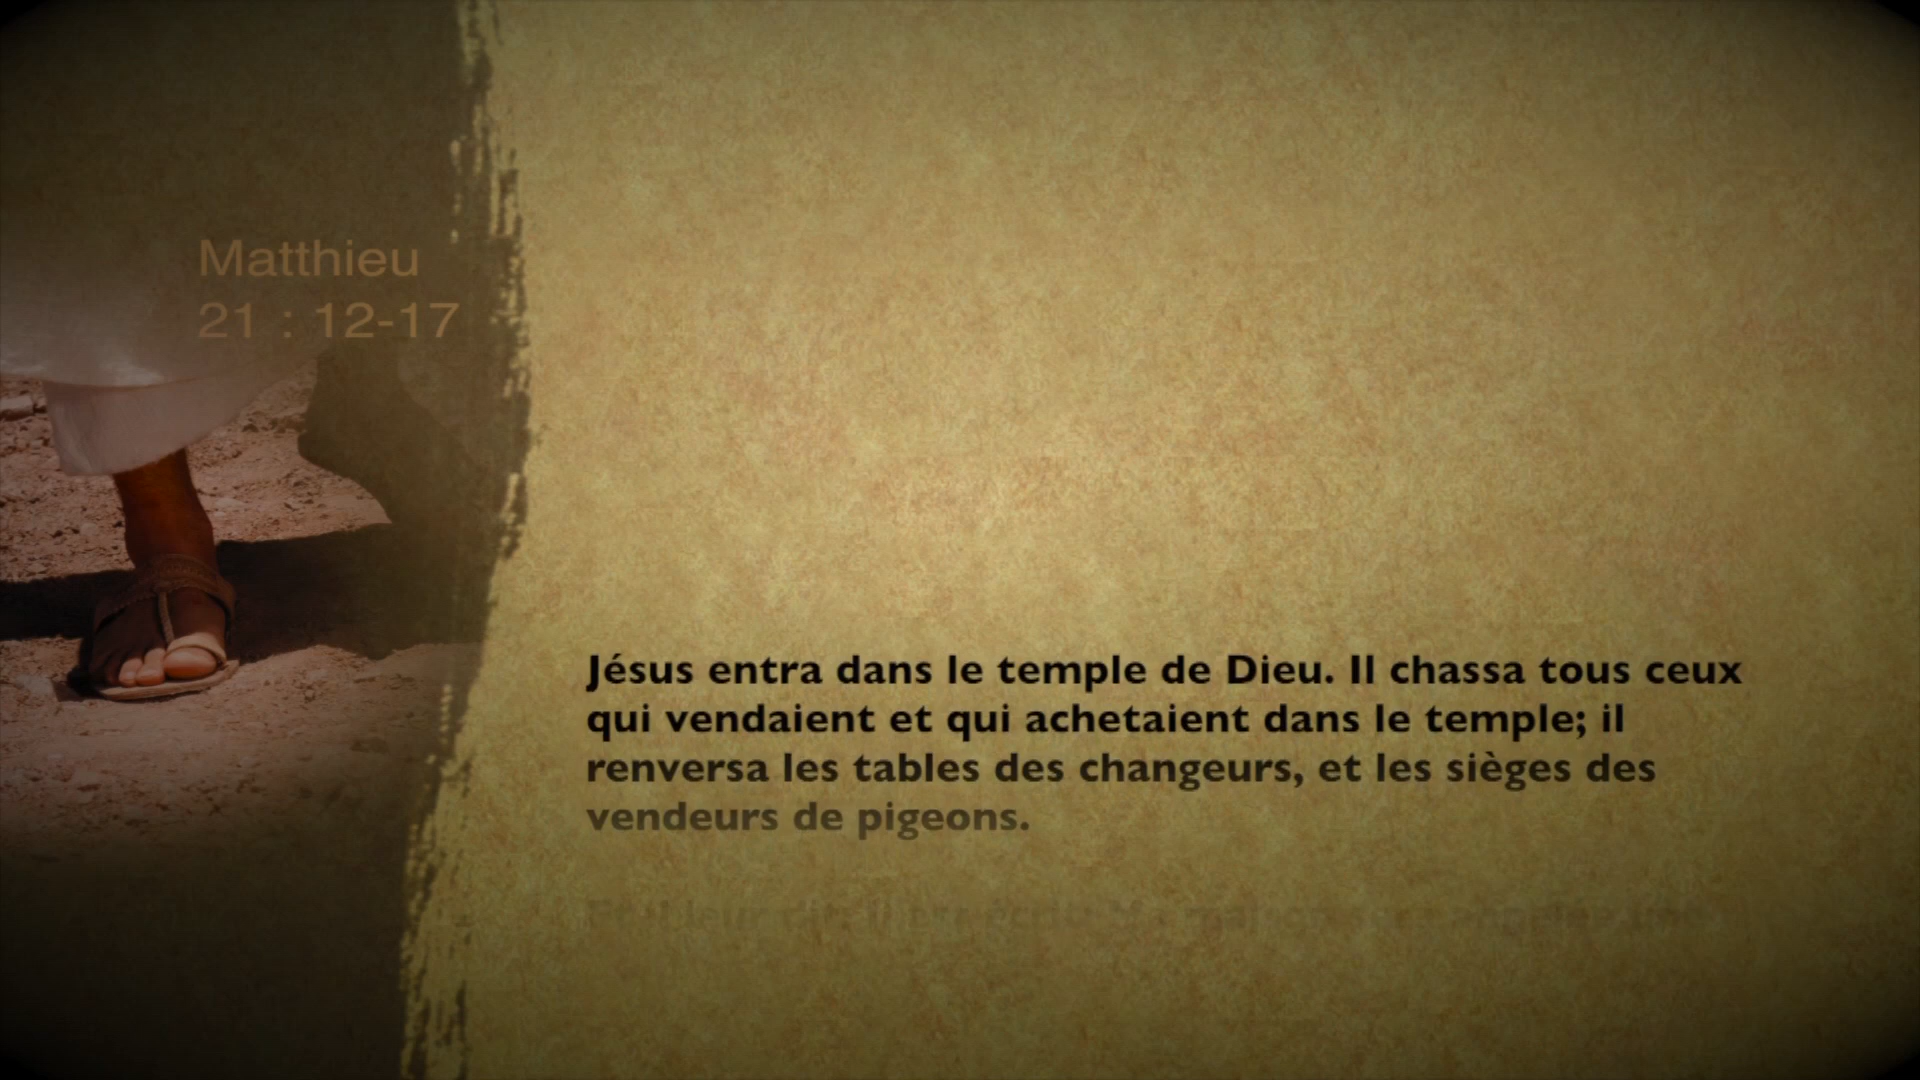 Matthieu
21 : 12-17
Jésus entra dans le temple de Dieu. Il chassa tous ceux
qui vendaient et qui achetaient dans le temple; il
renversa les tables des changeurs, et les sièges des
vendeurs de pigeons.